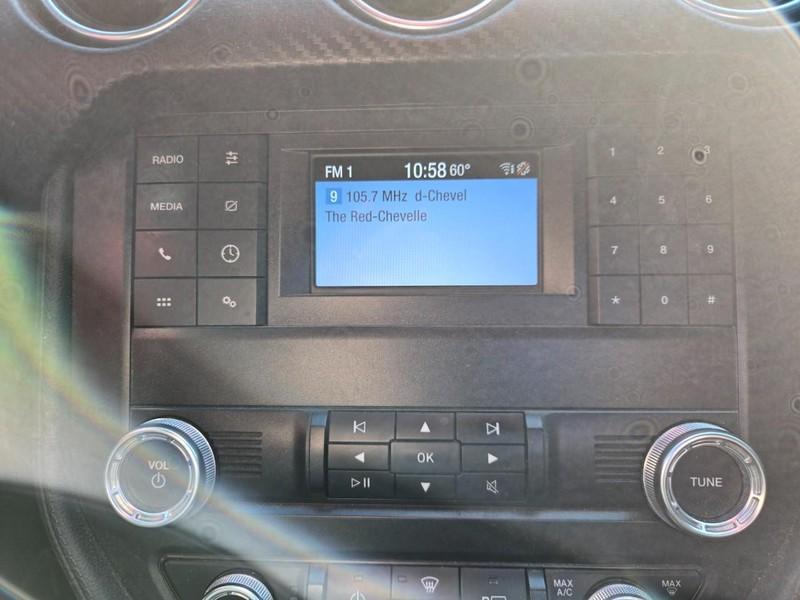 RADIO
MEDIA
FM 1 10:58 60°
9 105.7 MHz d-Chevel
The Red-Chevelle
1 2 3
4 5 6
7 8 9
* 0 #
VOL
OK
TUNE
MAX
A/C
MAX